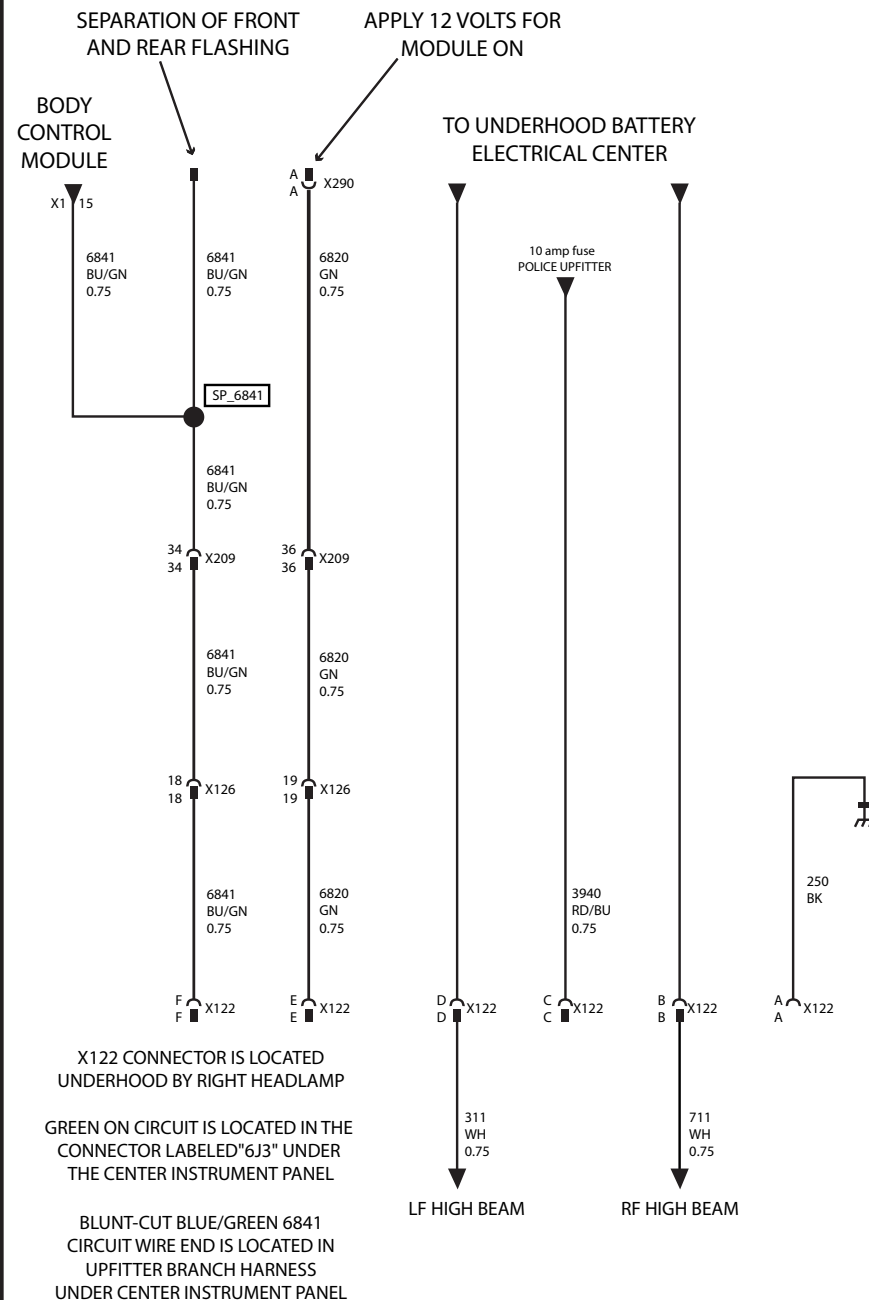 SEPARATION OF FRONT
AND REAR FLASHING
APPLY 12 VOLTS FOR
MODULE ON
BODY
CONTROL
MODULE
TO UNDERHOOD BATTERY
ELECTRICAL CENTER
X1 15
A
A
X290
6841
BU/GN
0.75
6841
BU/GN
0.75
6820
GN
0.75
10 amp fuse
POLICE UPFITTER
SP_6841
6841
BU/GN
0.75
34
34
X209
36
36
X209
6841
BU/GN
0.75
6820
GN
0.75
18
18
X126
19
19
X126
6841
BU/GN
0.75
6820
GN
0.75
3940
RD/BU
0.75
250
BK
F
F
X122
E
E
X122
D
D
X122
C
C
X122
B
B
X122
A
A
X122
X122 CONNECTOR IS LOCATED
UNDERHOOD BY RIGHT HEADLAMP
GREEN ON CIRCUIT IS LOCATED IN THE
CONNECTOR LABELED"6J3" UNDER
THE CENTER INSTRUMENT PANEL
BLUNT-CUT BLUE/GREEN 6841
CIRCUIT WIRE END IS LOCATED IN
UPFITTER BRANCH HARNESS
UNDER CENTER INSTRUMENT PANEL
311
WH
0.75
711
WH
0.75
LF HIGH BEAM
RF HIGH BEAM